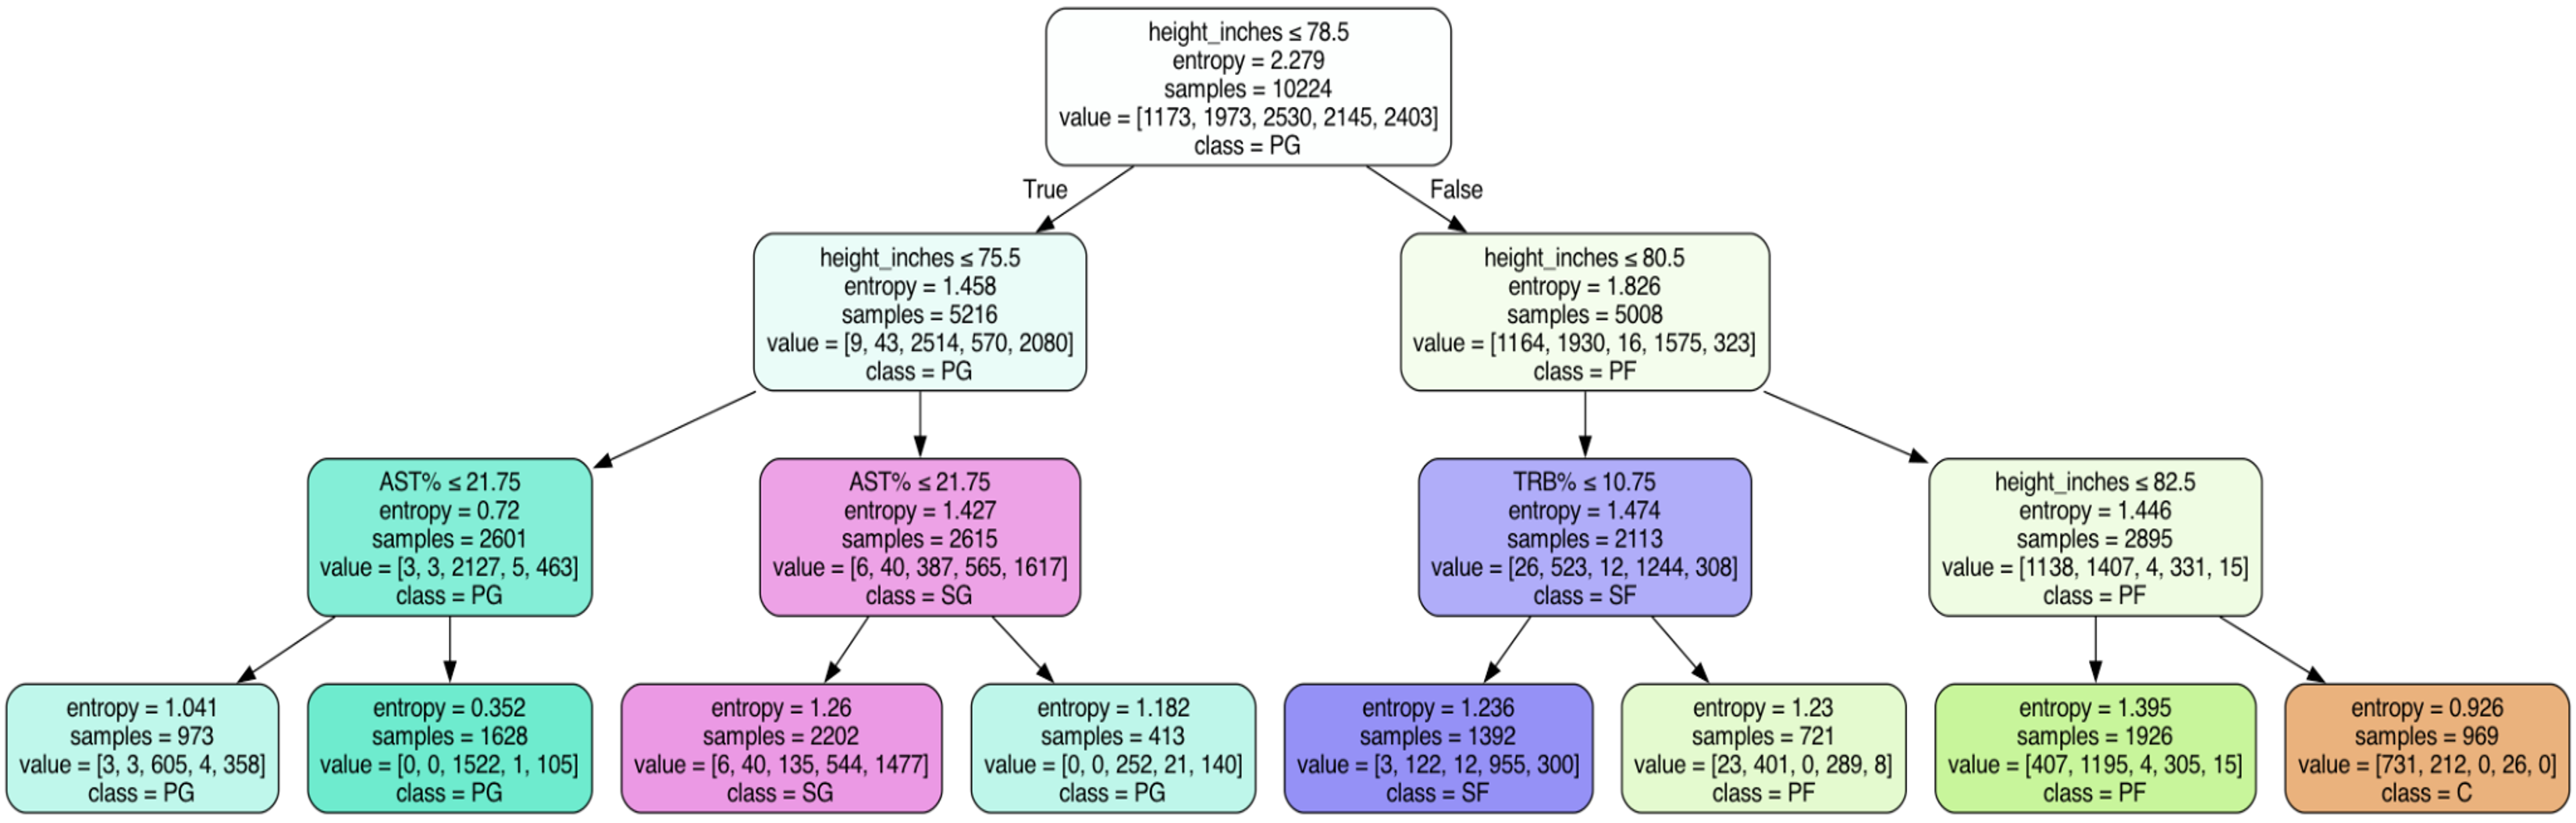 height_inches ≤ 78.5
entropy = 2.279
samples = 10224
value = [1173, 1973, 2530, 2145, 2403]
class = PG
True
False
height_inches ≤ 75.5
entropy = 1.458
samples = 5216
value = [9, 43, 2514, 570, 2080]
class = PG
height_inches ≤ 80.5
entropy = 1.826
samples = 5008
value = [1164, 1930, 16, 1575, 323]
class = PF
AST% ≤ 21.75
entropy = 0.72
samples = 2601
value = [3, 3, 2127, 5, 463]
class = PG
AST% ≤ 21.75
entropy = 1.427
samples = 2615
value = [6, 40, 387, 565, 1617]
class = SG
TRB% ≤ 10.75
entropy = 1.474
samples = 2113
value = [26, 523, 12, 1244, 308]
class = SF
height_inches ≤ 82.5
entropy = 1.446
samples = 2895
value = [1138, 1407, 4, 331, 15]
class = PF
entropy = 1.041
samples = 973
value = [3, 3, 605, 4, 358]
class = PG
entropy = 0.352
samples = 1628
value = [0, 0, 1522, 1, 105]
class = PG
entropy = 1.26
samples = 2202
value = [6, 40, 135, 544, 1477]
class = SG
entropy = 1.182
samples = 413
value = [0, 0, 252, 21, 140]
class = PG
entropy = 1.236
samples = 1392
value = [3, 122, 12, 955, 300]
class = SF
entropy = 1.23
samples = 721
value = [23, 401, 0, 289, 8]
class = PF
entropy = 1.395
samples = 1926
value = [407, 1195, 4, 305, 15]
class = PF
entropy = 0.926
samples = 969
value = [731, 212, 0, 26, 0]
class = C